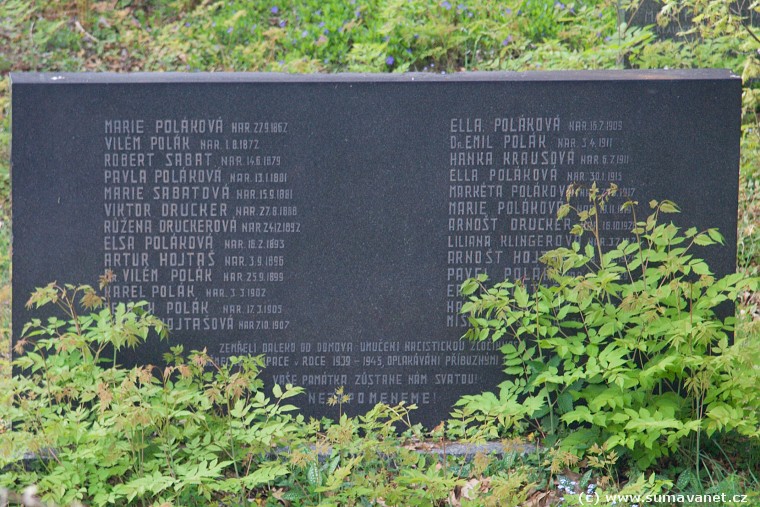 MARIE POLÁKOVÁ NAR. 27.9.1862
VILÉM POLÁK NAR. 1.8.1872
ROBERT SABAT NAR. 14.6.1879
PAVLA POLÁKOVÁ NAR. 13.1.1881
MARIE SABATOVÁ NAR. 15.9.1881
VIKTOR DRUCKER NAR. 27.8.1888
RŮŽENA DRUCKEROVÁ NAR. 24.12.1892
ELSA POLÁKOVÁ NAR. 18.2.1893
ARTUR HOJTAŠ NAR. 3.9.1896
VILÉM POLÁK NAR. 25.9.1899
KAREL POLÁK NAR. 3.3.1902
POLÁK NAR. 17.3.1905
HOJTAŠOVÁ NAR. 7.10.1907
ELLA. POLÁKOVÁ NAR. 15.7.1909
DR. EMIL POLÁK NAR. 3.4.1911
HANKA KRAUSOVÁ NAR. 6.7.1911
ELLA POLÁKOVÁ NAR. 30.1.1913
MARKÉTA POLÁKOVÁ 1917
MARIE POLÁKOVÁ
ARNOŠT DRUCKER
LILIANA KLINGEROVÁ
ARNOŠT
PAVEL
ZEMŘELI DALEKO OD DOMOVA UMUČENI NACISTICKOU
V ROCE 1939 - 1945, OPLAKÁVÁNI PŘÍBUZNÝMI
VAŠE PAMÁTKA ZŮSTANE NÁM SVATOU!
NEZAPOMENEME!
(c) www.sumavanet.cz